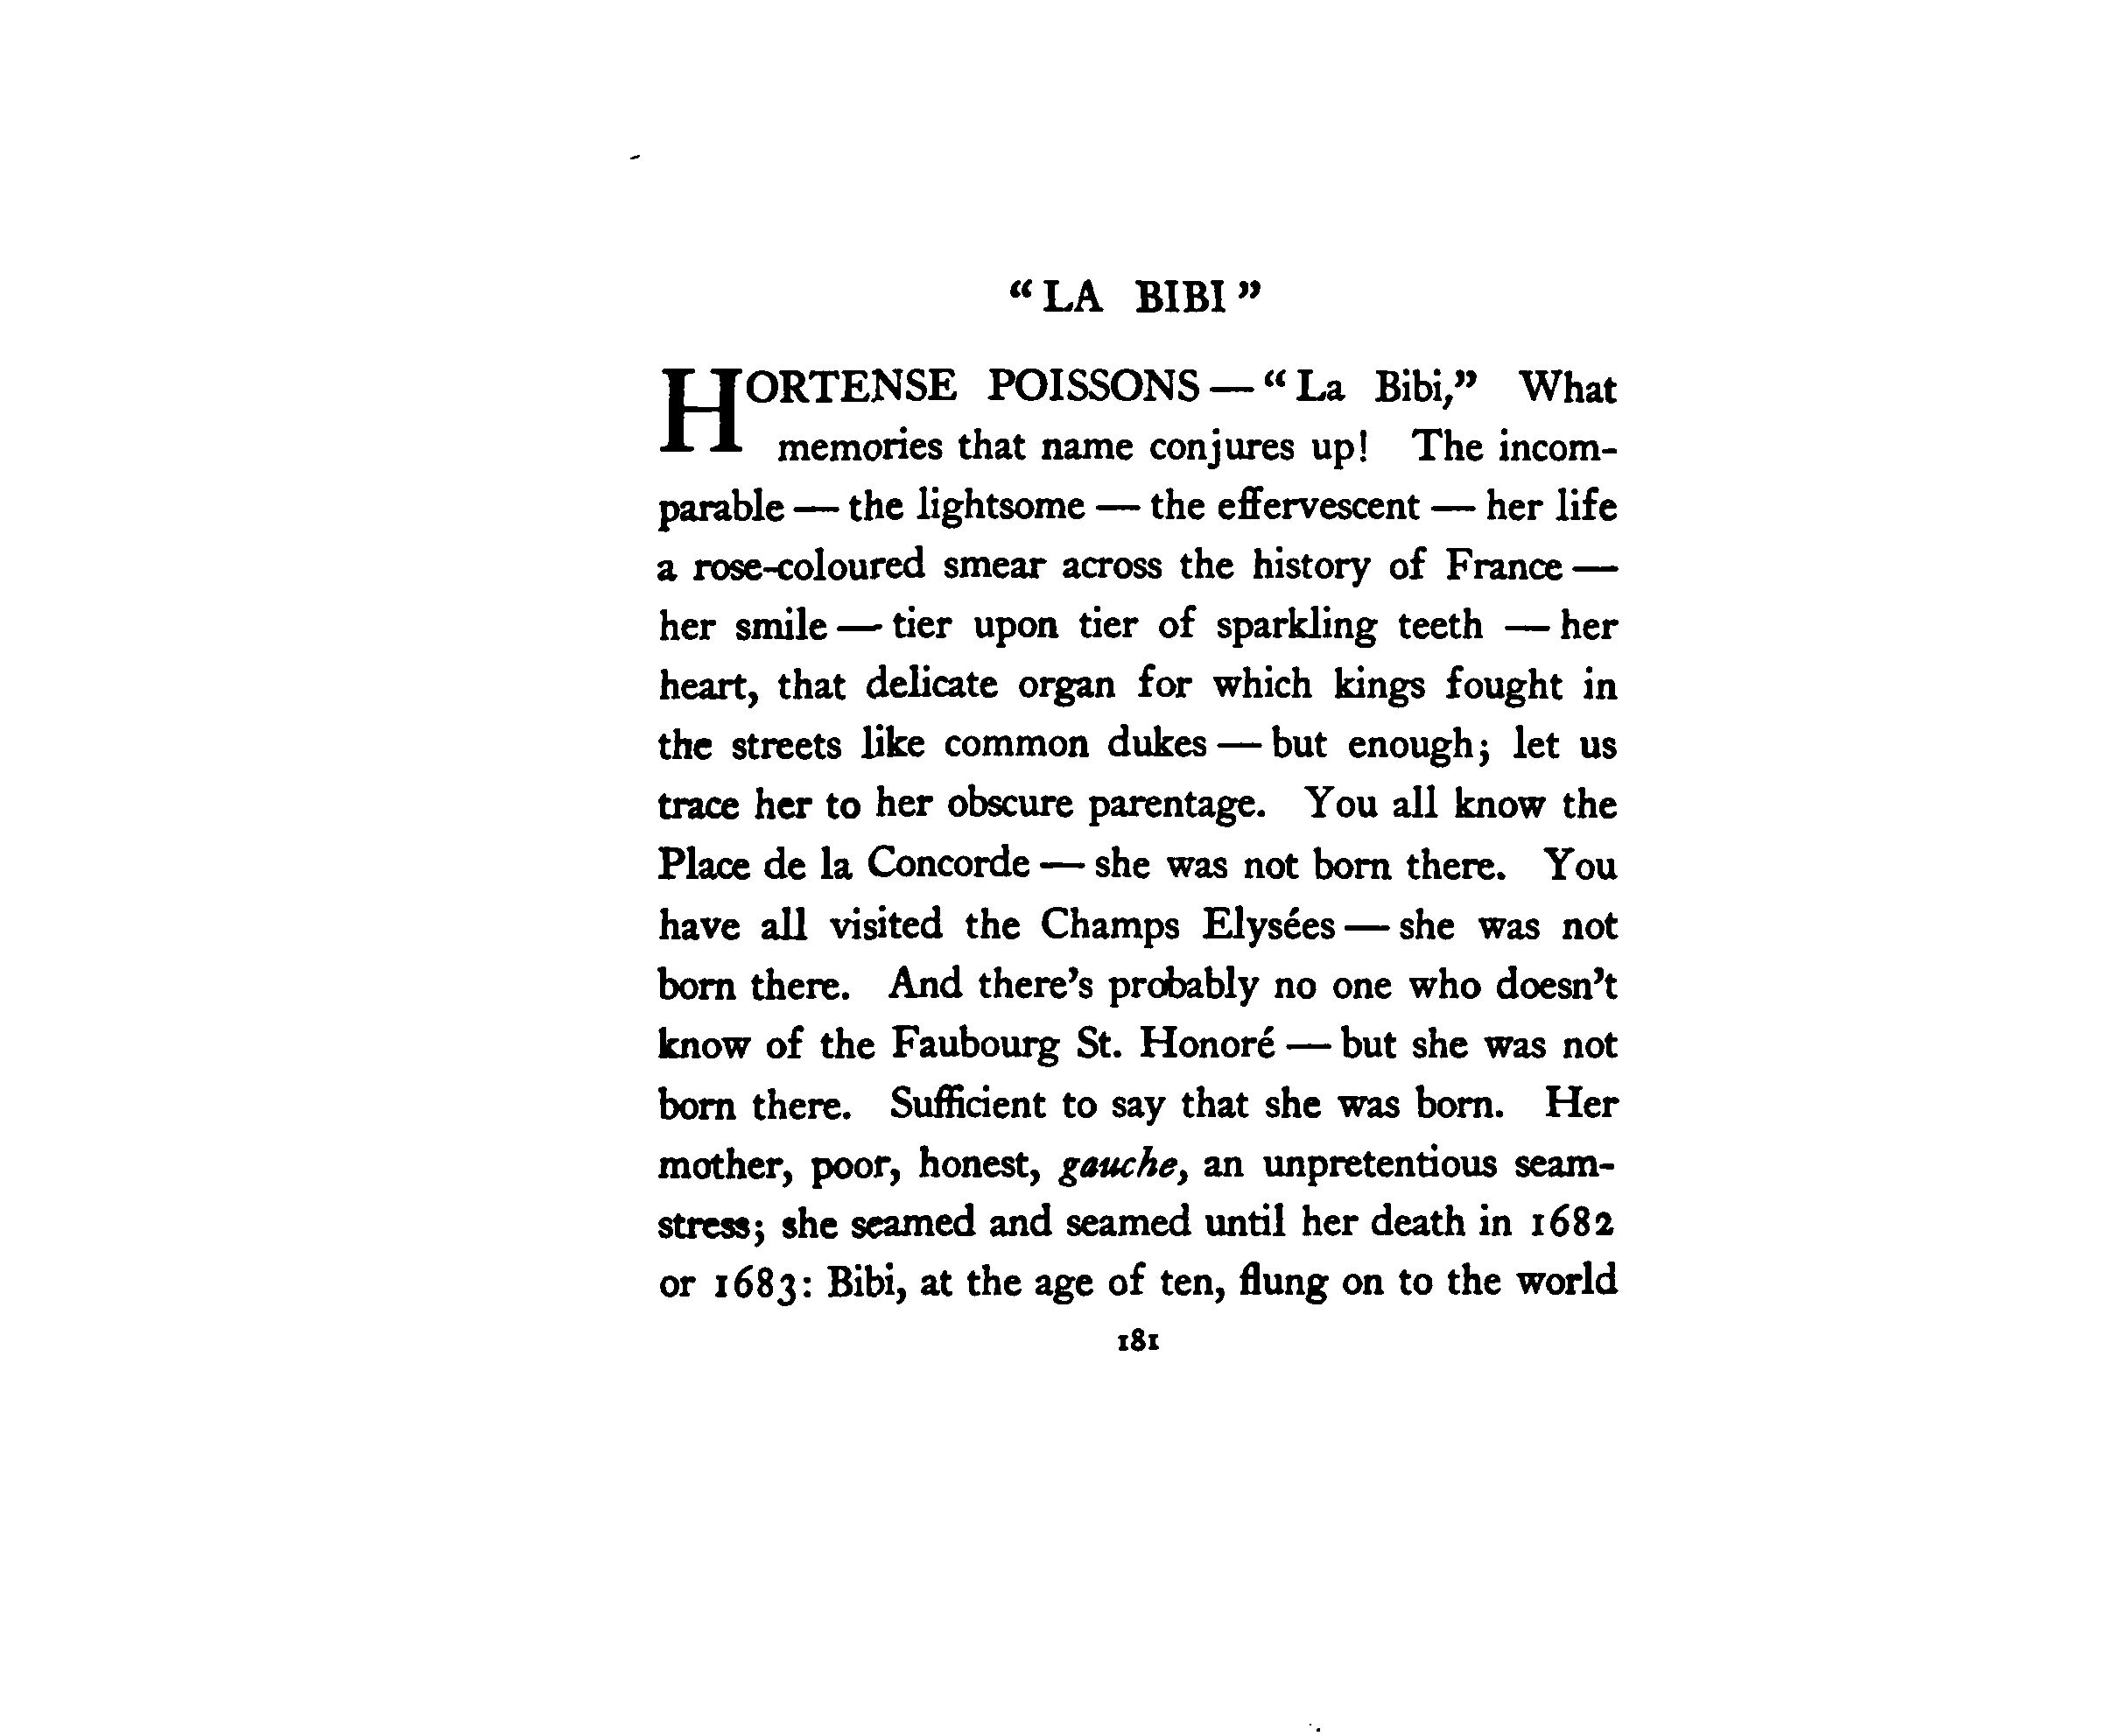 “LA BIBI”
HORTENSE POISSONS — “La Bibi,” What
memories that name conjures up! The incom-
parable — the lightsome — the effervescent — her life
a rose-coloured smear across the history of France —
her smile — tier upon tier of sparkling teeth — her
heart, that delicate organ for which kings fought in
the streets like common dukes — but enough; let us
trace her to her obscure parentage. You all know the
Place de la Concorde — she was not born there. You
have all visited the Champs Elysées — she was not
born there. And there’s probably no one who doesn’t
know of the Faubourg St. Honoré — but she was not
born there. Sufficient to say that she was born. Her
mother, poor, honest, gauche, an unpretentious seam-
stress; she seamed and seamed until her death in 1682
or 1683: Bibi, at the age of ten, flung on to the world
181